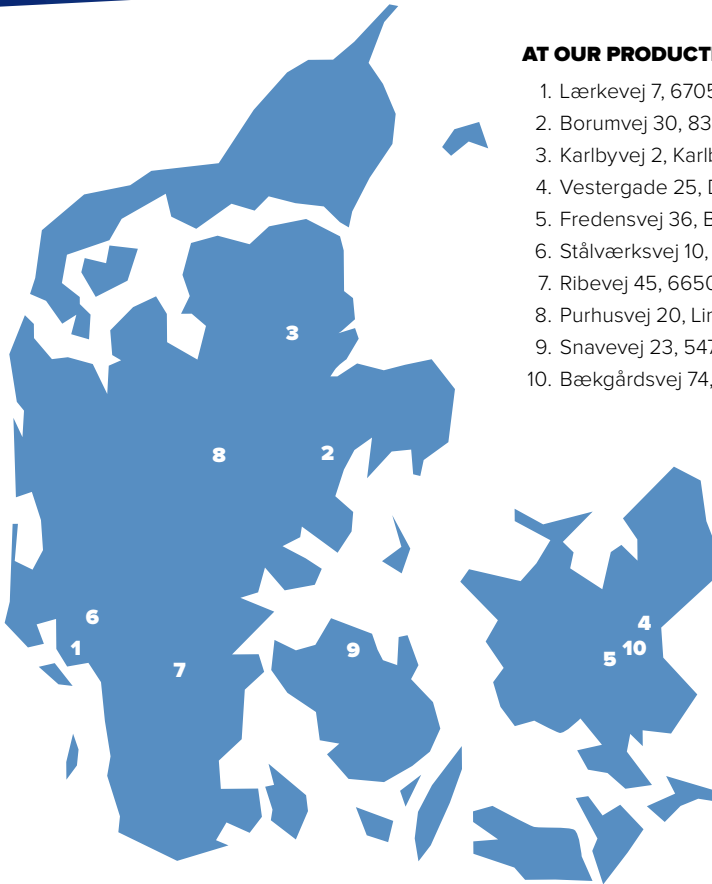 AT OUR PRODUCTI
1. Lærkevej 7, 6705
2. Borumvej 30, 83
3. Karlbyvej 2, Karlb
4. Vestergade 25, D
5. Fredensvej 36, B
6. Stålværksvej 10,
7. Ribevej 45, 6650
8. Purhusvej 20, Lin
9. Snavevej 23, 547
10. Bækgårdsvej 74,
3
8
2
6
1
7
9
4
10
5